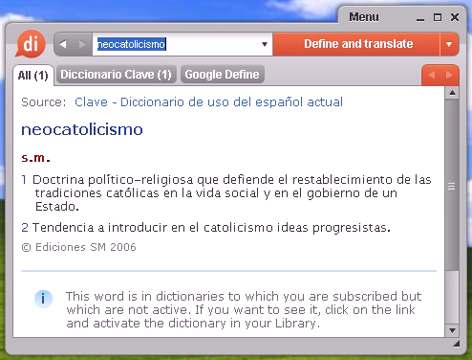 Menu
di
neocatolicismo
Define and translate
All (1)
Diccionario Clave (1)
Google Define
Source: Clave - Diccionario de uso del español actual
neocatolicismo
s.m.
1 Doctrina político-religiosa que defiende el restablecimiento de las
tradiciones católicas en la vida social y en el gobierno de un
Estado.
2 Tendencia a introducir en el catolicismo ideas progresistas.
© Ediciones SM 2006
i
This word is in dictionaries to which you are subscribed but
which are not active. If you want to see it, click on the link
and activate the dictionary in your Library.